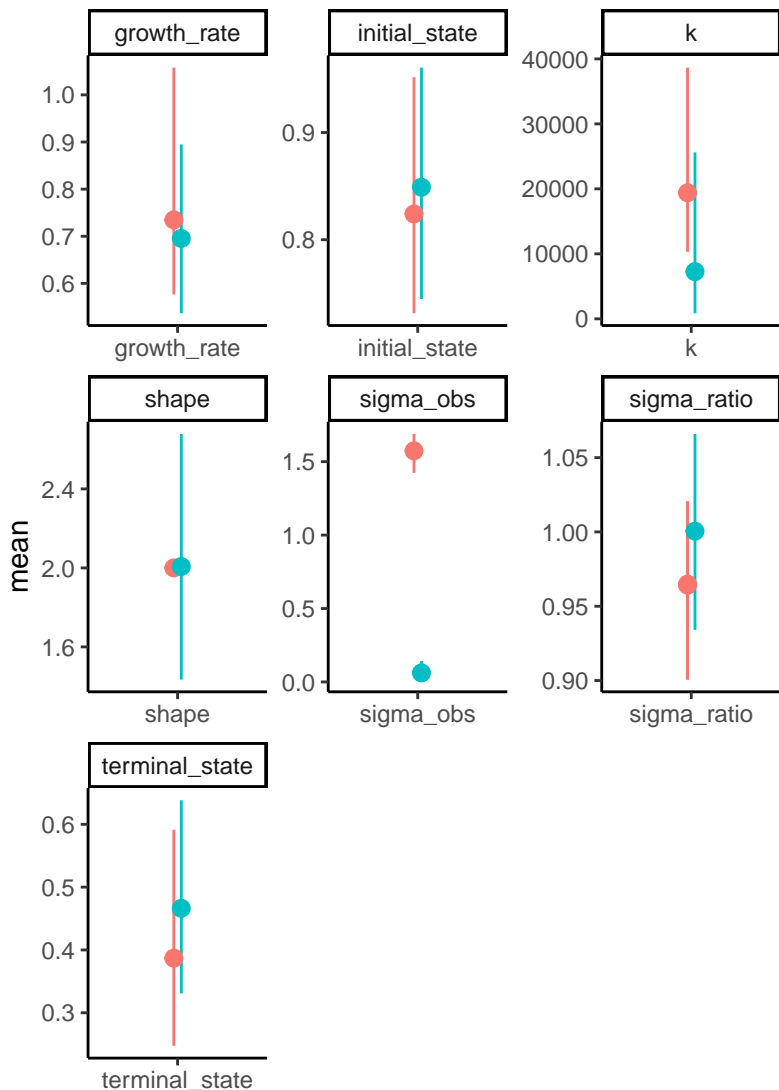 growth_rate
initial_state
k
1.0
0.9
0.8
0.7
0.6
0.9
0.8
40000
30000
20000
10000
0
growth_rate
initial_state
k
shape
sigma_obs
sigma_ratio
2.4
2.0
1.6
1.5
1.0
0.5
0.0
1.05
1.00
0.95
0.90
mean
shape
sigma_obs
sigma_ratio
terminal_state
0.6
0.5
0.4
0.3
terminal_state